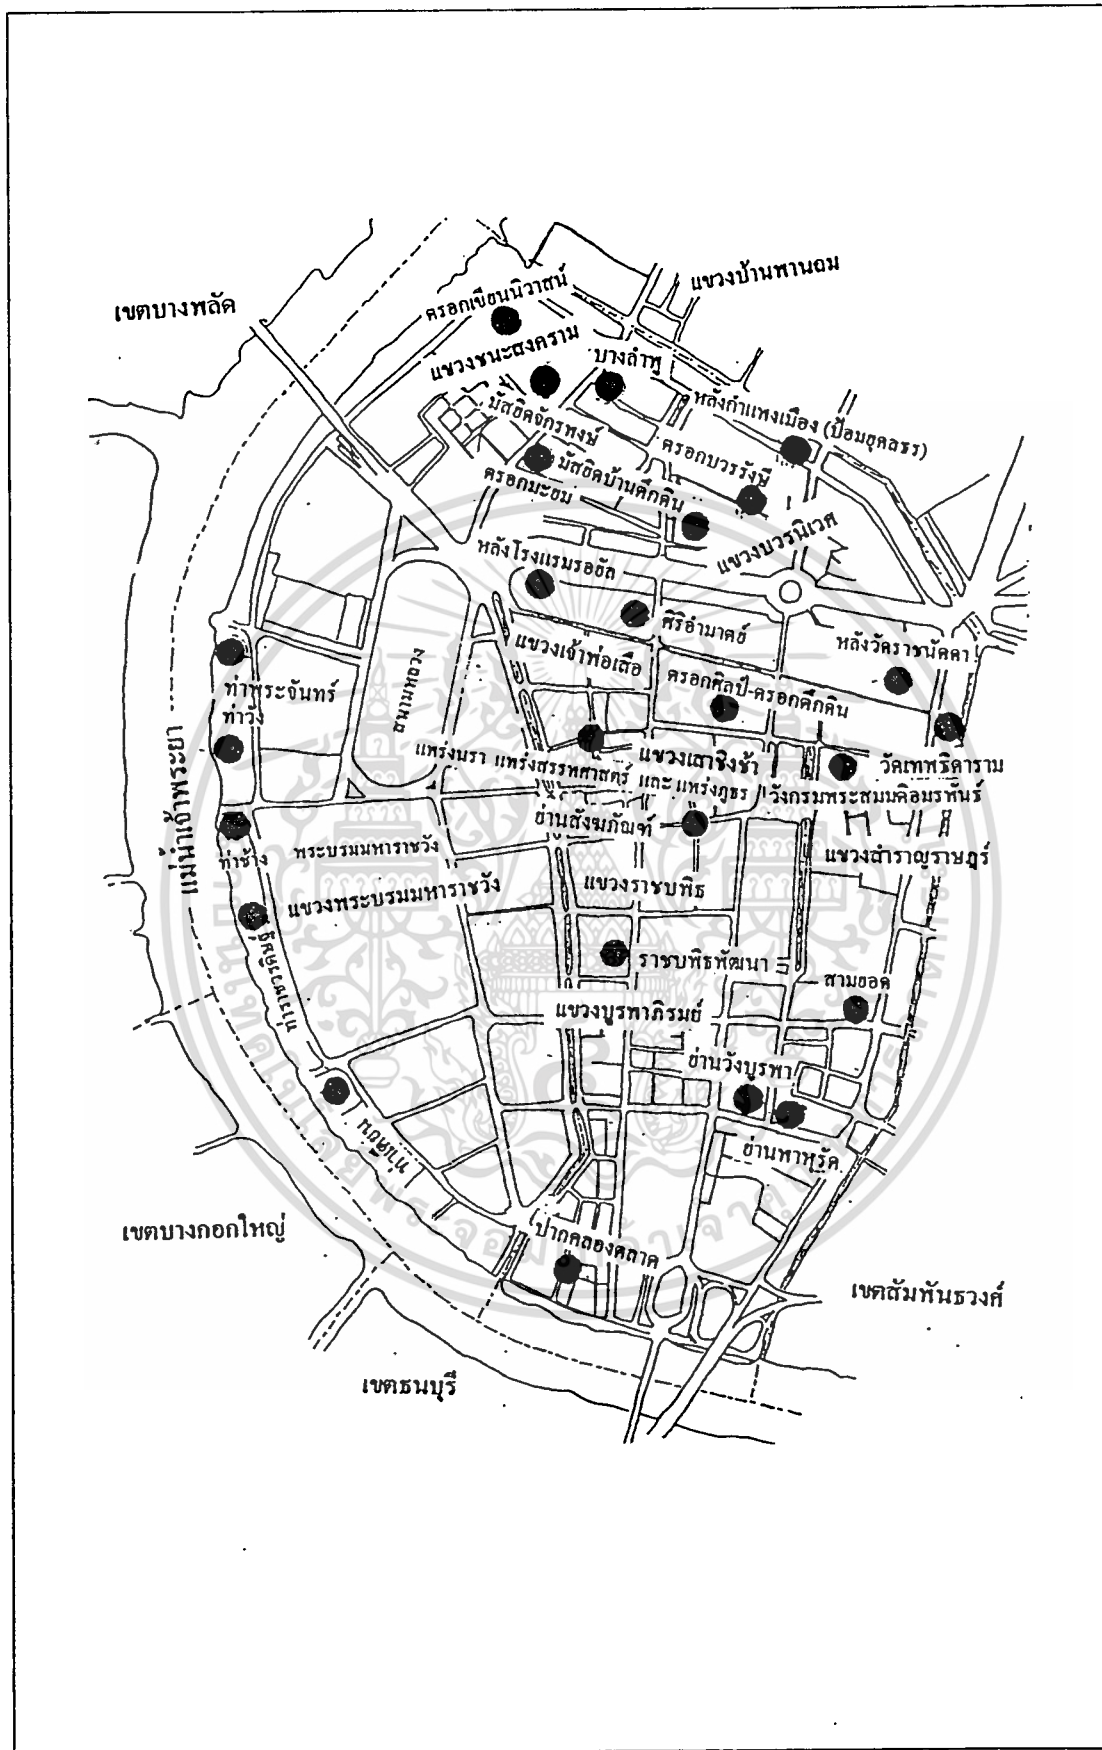 แขวงบ้านพานถม
เขตบางพลัด
ตรอกเขียนนิวาสน์
แขวงชนะสงคราม
บางลำพู
หลังกำแพงเมือง (ป้อมยุคลธร)
มัสยิดจักรพงษ์
ตรอกบวรรังษี
มัสยิดบ้านตึกดิน
ตรอกมะยม
แขวงบวรนิเวศ
หลังโรงแรมรอยัล
ศิริอำมาตย์
แขวงเจ้าพ่อเสือ
หลังวัดราชนัดดา
ตรอกศิลป์-ตรอกตึกดิน
สนามหลวง
ท่าพระจันทร์
ท่าวัง
แม่น้ำเจ้าพระยา
แพร่งนรา แพร่งสรรพศาสตร์ และ แพร่งภูธร
แขวงเสาชิงช้า
วัดเทพธิดาราม
วังกรมพระสมมตอมรพันธ์
ย่านสังฆภัณฑ์
ท่าช้าง
พระบรมมหาราชวัง
แขวงสำราญราษฎร์
แขวงราชบพิธ
แขวงพระบรมมหาราชวัง
ท่าราชวรดิษฐ์
ราชบพิธพัฒนา
สามยอด
แขวงบูรพาภิรมย์
ย่านวังบูรพา
ท่าเตียน
ย่านพาหุรัด
เขตบางกอกใหญ่
ปากคลองตลาด
เขตสัมพันธวงศ์
เขตธนบุรี